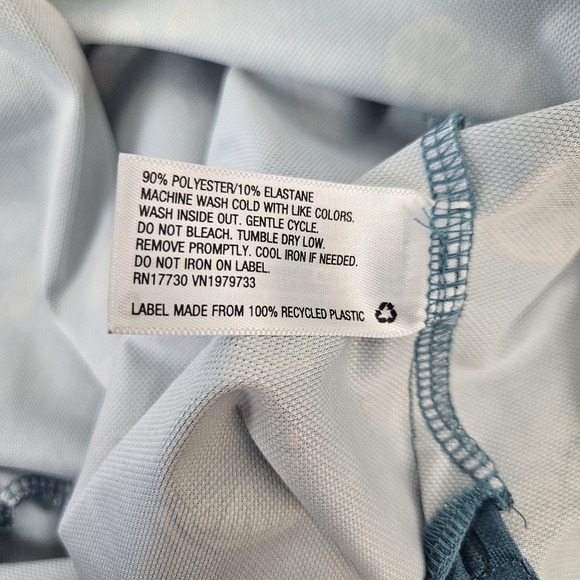 90% POLYESTER/10% ELASTANE
MACHINE WASH COLD WITH LIKE COLORS.
WASH INSIDE OUT. GENTLE CYCLE.
DO NOT BLEACH. TUMBLE DRY LOW.
REMOVE PROMPTLY. COOL IRON IF NEEDED.
DO NOT IRON ON LABEL.
RN17730 VN1979733
LABEL MADE FROM 100% RECYCLED PLASTIC